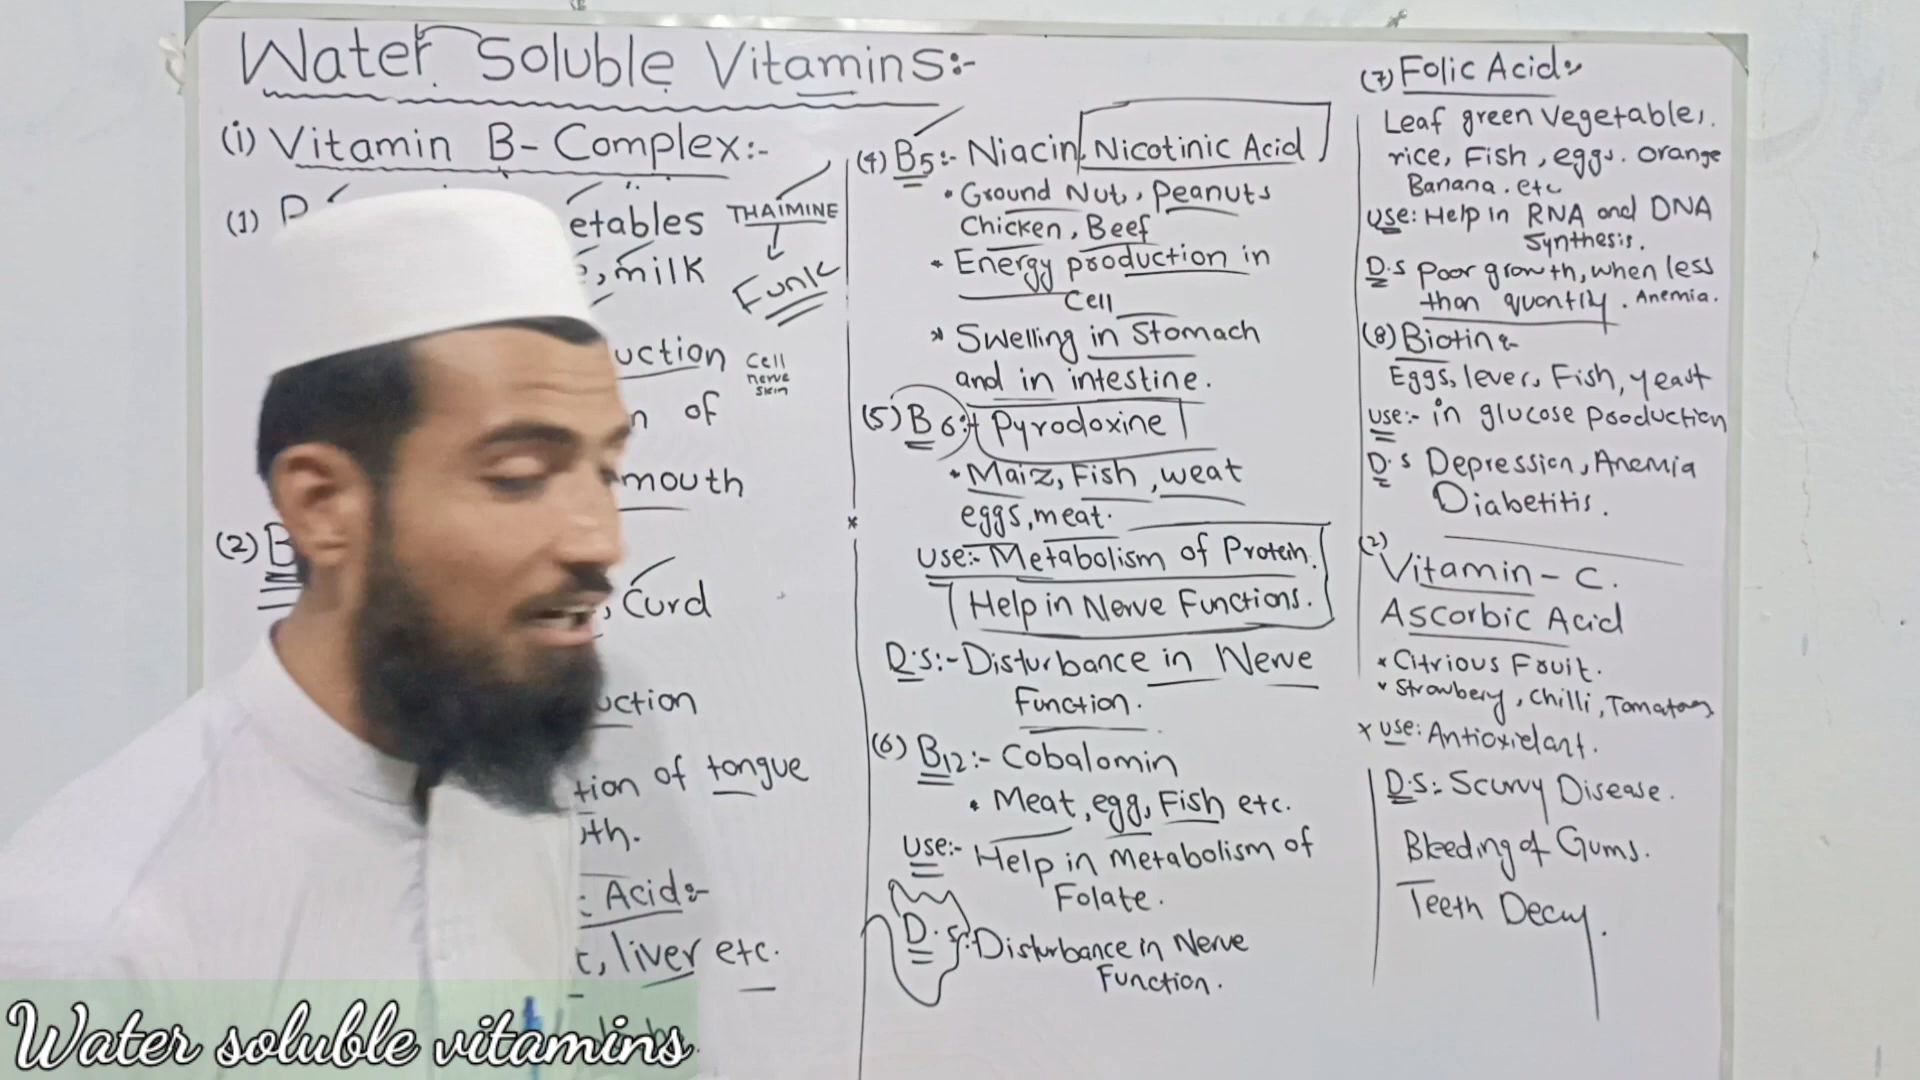 Water Soluble Vitamins:-
(i) Vitamin B-Complex:-
(1)
etables THAIMINE
, milk Funk
uction cell
nerve
skin
n of
mouth
(2) B
, Curd
uction
tion of tongue
th.
Acid:-
, liver etc.
(4) B5:- Niacin, Nicotinic Acid
• Ground Nut, Peanuts
Chicken, Beef
* Energy production in
Cell
* Swelling in Stomach
and in intestine.
(5) B6:- Pyrodoxine
• Maiz, Fish, weat
eggs, meat.
Use:- Metabolism of Protein.
Help in Nerve Functions.
D.S:- Disturbance in Nerve
Function.
(6) B12:- Cobalomin
• Meat, egg, Fish etc.
Use:- Help in metabolism of
Folate.
D.S:- Disturbance in Nerve
Function.
(7) Folic Acid:-
Leaf green Vegetables.
rice, Fish, eggs. orange
Banana. etc
Use: Help in RNA and DNA
Synthesis.
D.S Poor growth, when less
than quontity. Anemia.
(8) Biotin:-
Eggs, lever, Fish, yeast
Use:- in glucose production
D.S Depression, Anemia
Diabetitis.
(2)
Vitamin - C.
Ascorbic Acid
* Citrious Fruit.
* Strawbery, Chilli, Tomatoes
* Use: Antioxidant.
D.S: Scurvy Disease.
Bleeding of Gums.
Teeth Decay.
Water soluble vitamins